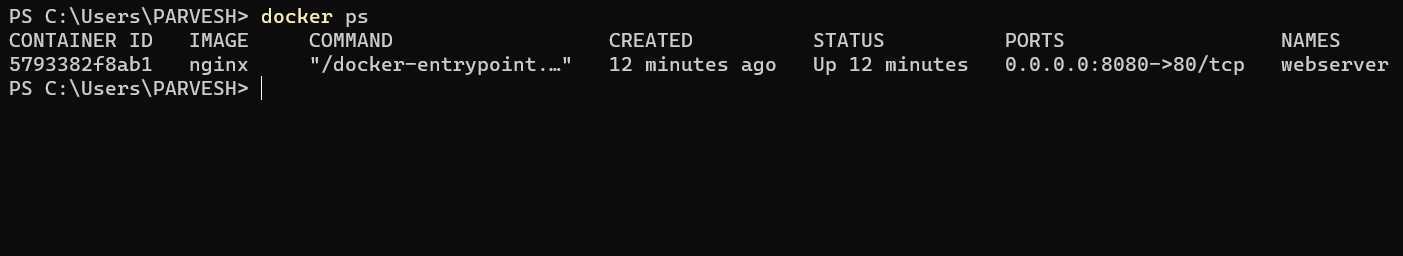 PS C:\Users\PARVESH> docker ps
CONTAINER ID   IMAGE     COMMAND                  CREATED          STATUS          PORTS                  NAMES
5793382f8ab1   nginx     "/docker-entrypoint.…"   12 minutes ago   Up 12 minutes   0.0.0.0:8080->80/tcp   webserver
PS C:\Users\PARVESH>